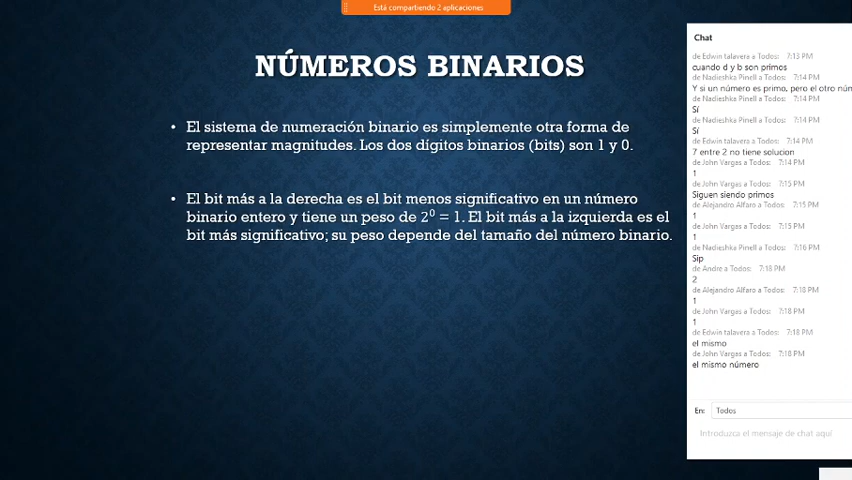 Está compartiendo 2 aplicaciones
NÚMEROS BINARIOS
• El sistema de numeración binario es simplemente otra forma de
representar magnitudes. Los dos dígitos binarios (bits) son 1 y 0.
• El bit más a la derecha es el bit menos significativo en un número
binario entero y tiene un peso de 2⁰ = 1. El bit más a la izquierda es el
bit más significativo; su peso depende del tamaño del número binario.
Chat
de Edwin talavera a Todos: 7:13 PM
cuando d y b son primos
de Nadieshka Pinell a Todos: 7:14 PM
Y si un número es primo, pero el otro núm
de Nadieshka Pinell a Todos: 7:14 PM
Sí
de Nadieshka Pinell a Todos: 7:14 PM
Sí
de Edwin talavera a Todos: 7:14 PM
7 entre 2 no tiene solucion
de John Vargas a Todos: 7:14 PM
1
de John Vargas a Todos: 7:15 PM
Siguen siendo primos
de Alejandro Alfaro a Todos: 7:15 PM
1
de John Vargas a Todos: 7:15 PM
1
de Nadieshka Pinell a Todos: 7:16 PM
Sip
de Andre a Todos: 7:18 PM
2
de Alejandro Alfaro a Todos: 7:18 PM
1
de John Vargas a Todos: 7:18 PM
1
de Edwin talavera a Todos: 7:18 PM
el mismo
de John Vargas a Todos: 7:18 PM
el mismo número
En: Todos
Introduzca el mensaje de chat aquí